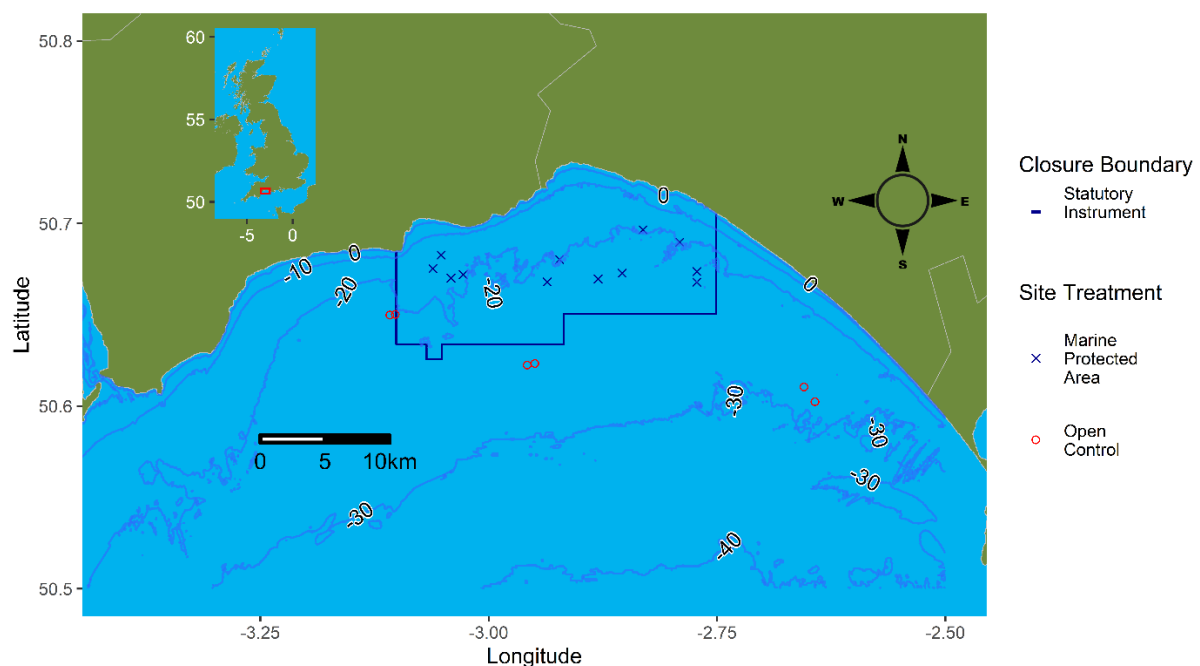 60
55
50
-5
0
50.8
50.7
50.6
50.5
Latitude
-3.25
-3.00
-2.75
-2.50
Longitude
-10
0
-20
-20
0
0
-30
-30
-30
-30
-40
0
5
10km
N
W
E
S
Closure Boundary
Statutory
Instrument
Site Treatment
Marine
Protected
Area
Open
Control